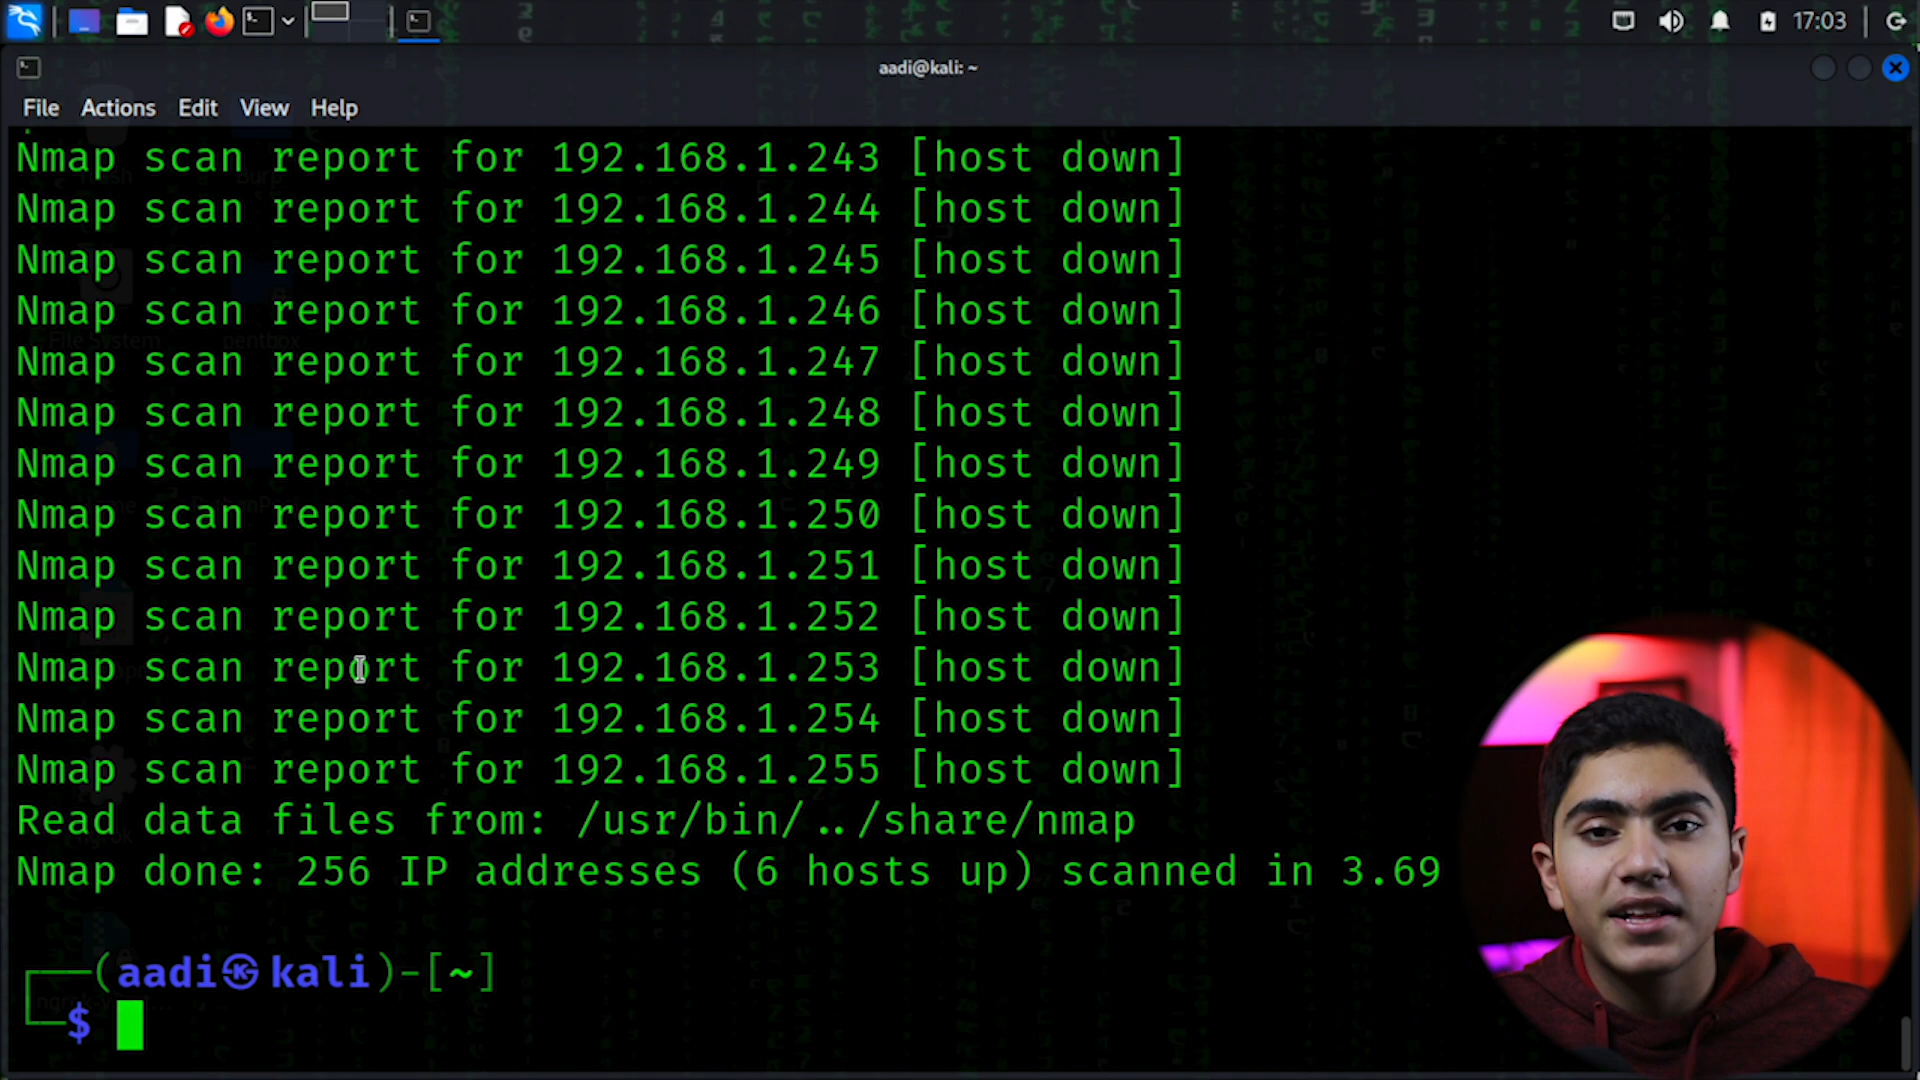 17:03
aadi@kali: ~
File Actions Edit View Help
Nmap scan report for 192.168.1.243 [host down]
Nmap scan report for 192.168.1.244 [host down]
Nmap scan report for 192.168.1.245 [host down]
Nmap scan report for 192.168.1.246 [host down]
Nmap scan report for 192.168.1.247 [host down]
Nmap scan report for 192.168.1.248 [host down]
Nmap scan report for 192.168.1.249 [host down]
Nmap scan report for 192.168.1.250 [host down]
Nmap scan report for 192.168.1.251 [host down]
Nmap scan report for 192.168.1.252 [host down]
Nmap scan report for 192.168.1.253 [host down]
Nmap scan report for 192.168.1.254 [host down]
Nmap scan report for 192.168.1.255 [host down]
Read data files from: /usr/bin/../share/nmap
Nmap done: 256 IP addresses (6 hosts up) scanned in 3.69
(aadi㉿kali)-[~]
$